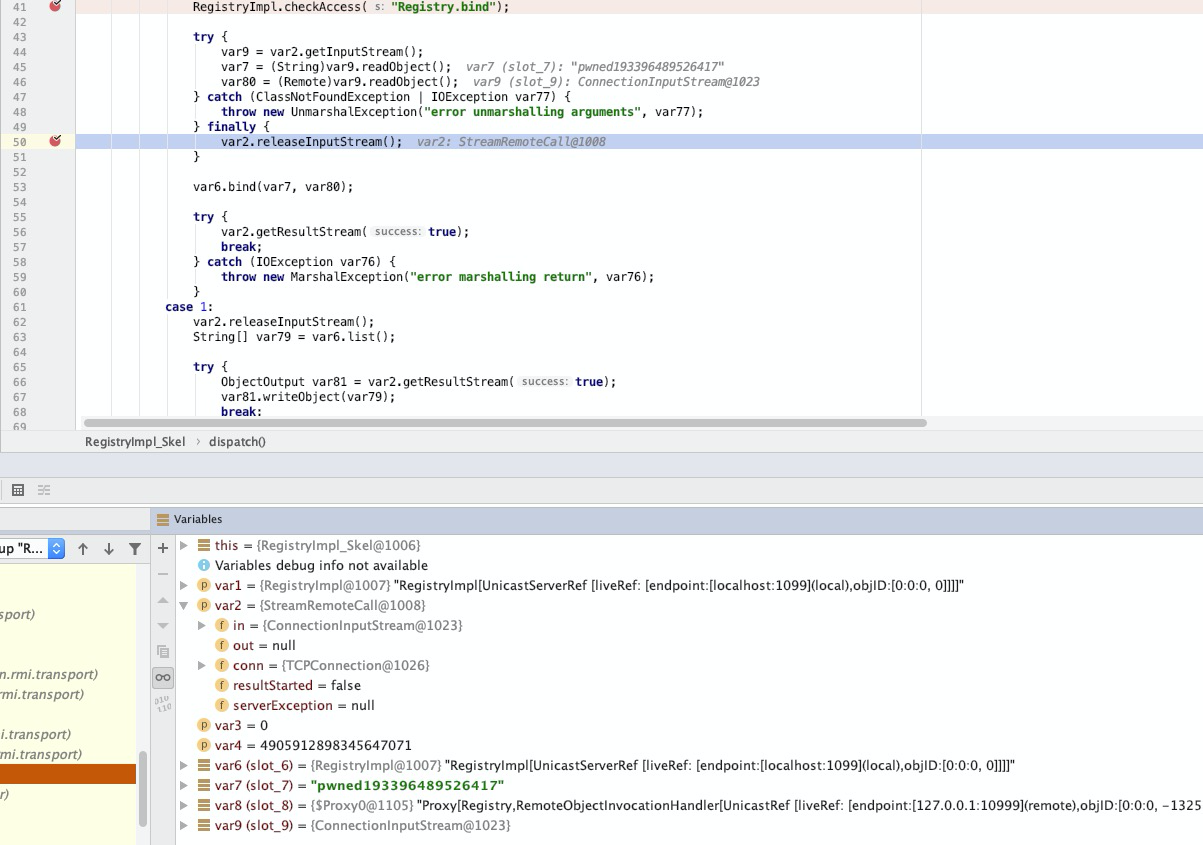 41 RegistryImpl.checkAccess( s: "Registry.bind");
42
43 try {
44 var9 = var2.getInputStream();
45 var7 = (String)var9.readObject(); var7 (slot_7): "pwned193396489526417"
46 var80 = (Remote)var9.readObject(); var9 (slot_9): ConnectionInputStream@1023
47 } catch (ClassNotFoundException | IOException var77) {
48 throw new UnmarshalException("error unmarshalling arguments", var77);
49 } finally {
50 var2.releaseInputStream(); var2: StreamRemoteCall@1008
51 }
52
53 var6.bind(var7, var80);
54
55 try {
56 var2.getResultStream( success: true);
57 break;
58 } catch (IOException var76) {
59 throw new MarshalException("error marshalling return", var76);
60 }
61 case 1:
62 var2.releaseInputStream();
63 String[] var79 = var6.list();
64
65 try {
66 ObjectOutput var81 = var2.getResultStream( success: true);
67 var81.writeObject(var79);
68 break;
69
RegistryImpl_Skel › dispatch()
Variables
up "R...
this = {RegistryImpl_Skel@1006}
Variables debug info not available
var1 = {RegistryImpl@1007} "RegistryImpl[UnicastServerRef [liveRef: [endpoint:[localhost:1099](local),objID:[0:0:0, 0]]]]"
var2 = {StreamRemoteCall@1008}
sport)
in = {ConnectionInputStream@1023}
out = null
conn = {TCPConnection@1026}
n.rmi.transport)
resultStarted = false
rmi.transport)
serverException = null
var3 = 0
i.transport)
var4 = 4905912898345647071
mi.transport)
var6 (slot_6) = {RegistryImpl@1007} "RegistryImpl[UnicastServerRef [liveRef: [endpoint:[localhost:1099](local),objID:[0:0:0, 0]]]]"
var7 (slot_7) = "pwned193396489526417"
r)
var8 (slot_8) = {$Proxy0@1105} "Proxy[Registry,RemoteObjectInvocationHandler[UnicastRef [liveRef: [endpoint:[127.0.0.1:10999](remote),objID:[0:0:0, -1325
var9 (slot_9) = {ConnectionInputStream@1023}